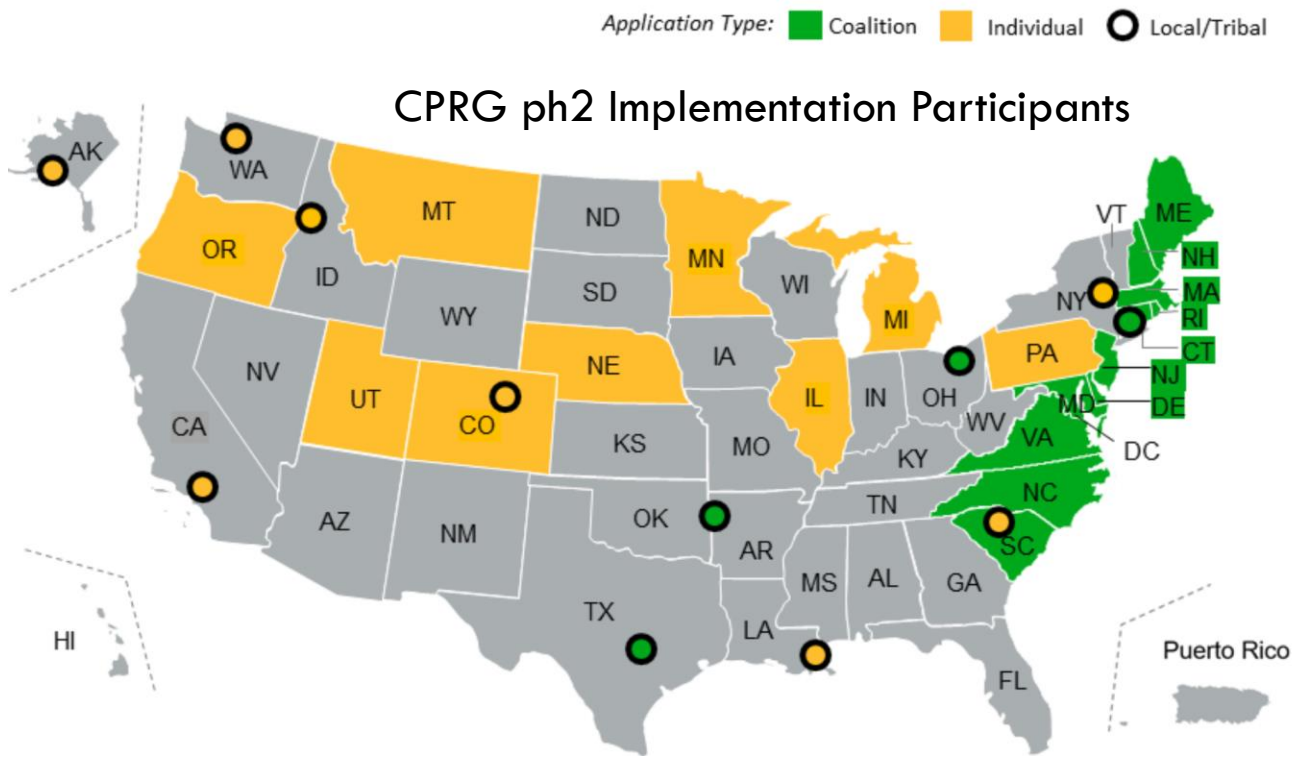 Application Type: Coalition Individual Local/Tribal
CPRG ph2 Implementation Participants
AK
WA
MT
ND
VT
ME
OR
MN
NH
ID
SD
WI
MA
NY
RI
WY
MI
CT
IA
PA
NE
NJ
NV
UT
IL
IN
OH
MD
DE
CO
WV
CA
KS
MO
VA
DC
KY
NC
AZ
OK
TN
NM
AR
SC
MS
AL
GA
TX
LA
HI
Puerto Rico
FL